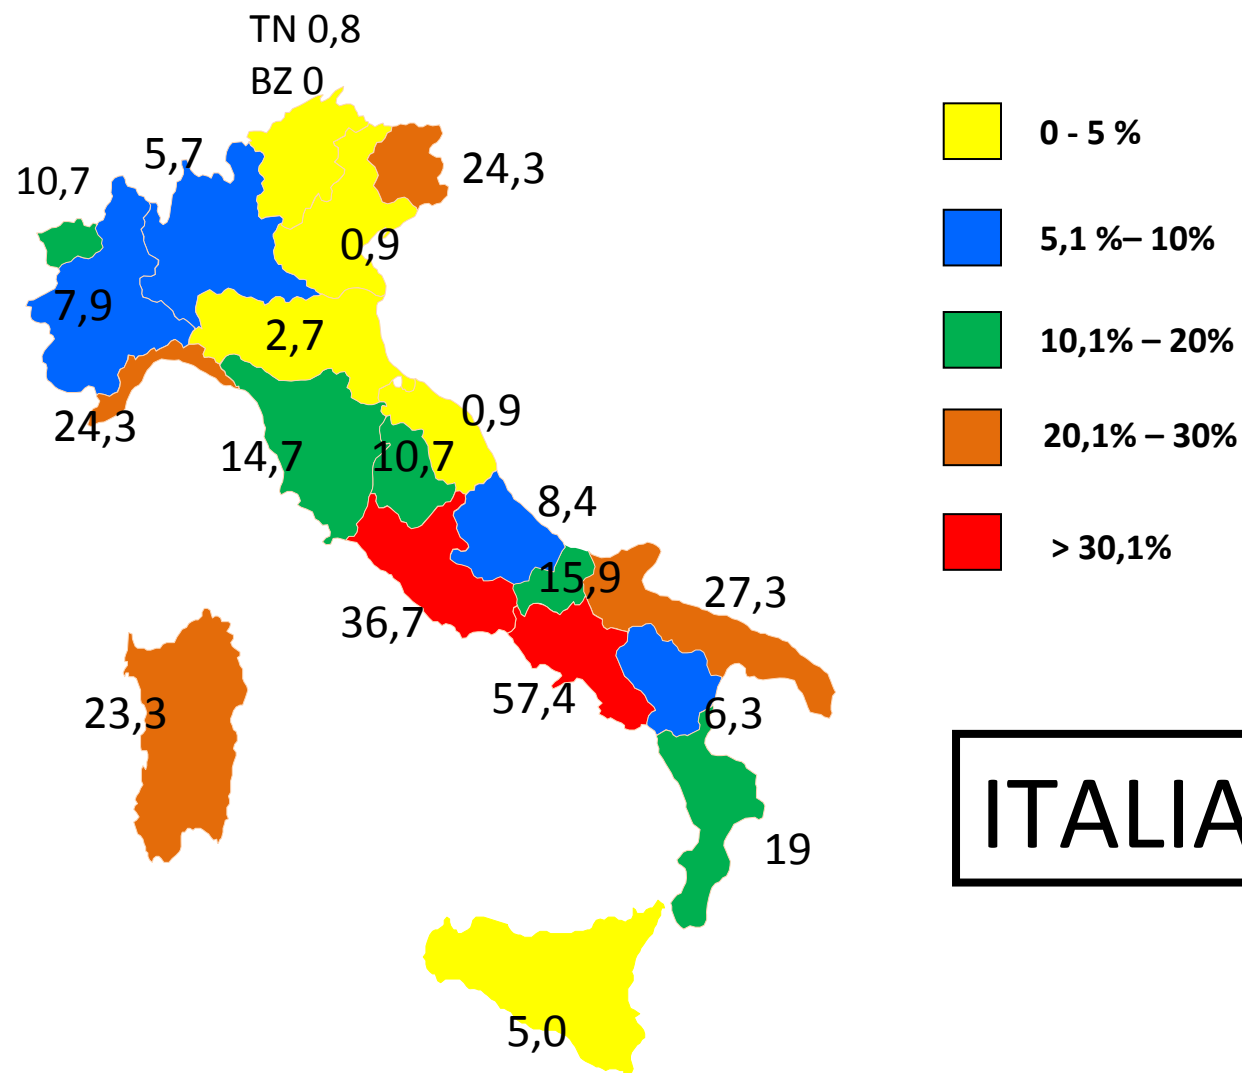 TN 0,8
BZ 0
5,7
10,7
24,3
0,9
7,9
2,7
24,3
0,9
14,7
10,7
8,4
15,9
27,3
36,7
57,4
23,3
6,3
19
5,0
0 - 5 %
5,1 %– 10%
10,1% – 20%
20,1% – 30%
> 30,1%
ITALIA